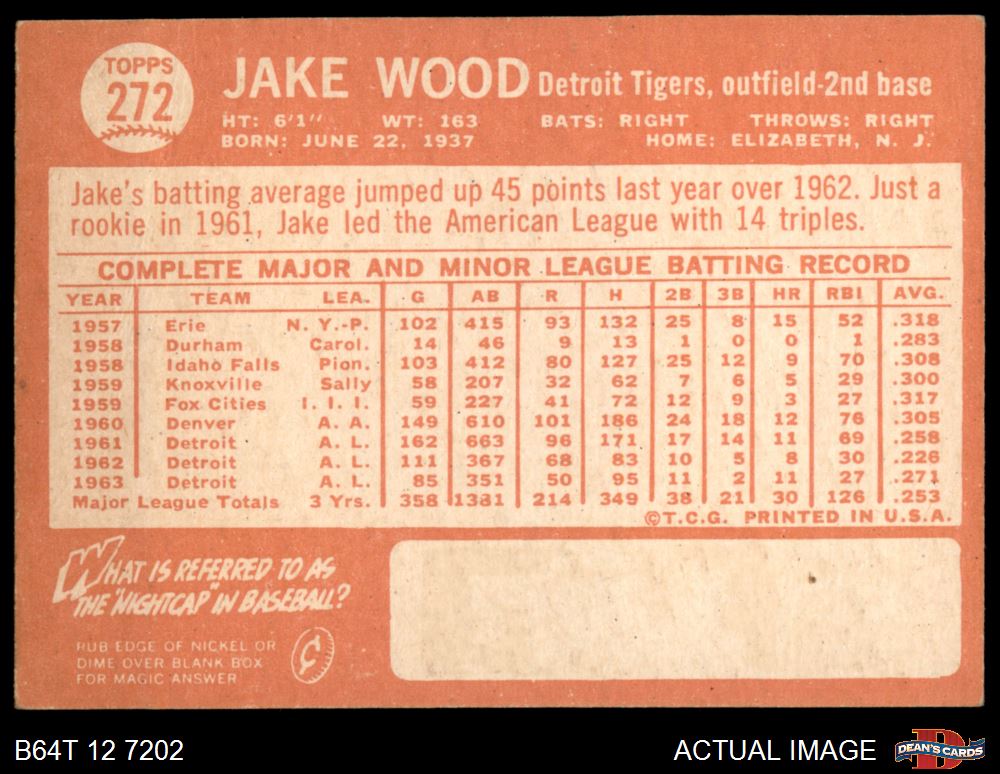 TOPPS
272
JAKE WOOD Detroit Tigers, outfield-2nd base
HT: 6'1" WT: 163 BATS: RIGHT THROWS: RIGHT
BORN: JUNE 22, 1937 HOME: ELIZABETH, N. J.
Jake's batting average jumped up 45 points last year over 1962. Just a
rookie in 1961, Jake led the American League with 14 triples.
COMPLETE MAJOR AND MINOR LEAGUE BATTING RECORD
YEAR TEAM LEA. G AB R H 2B 3B HR RBI AVG.
1957 Erie N. Y.-P. 102 415 93 132 25 8 15 52 .318
1958 Durham Carol. 14 46 9 13 1 0 0 1 .283
1958 Idaho Falls Pion. 103 412 80 127 25 12 9 70 .308
1959 Knoxville Sally 58 207 32 62 7 6 5 29 .300
1959 Fox Cities I. I. I. 59 227 41 72 12 9 3 27 .317
1960 Denver A. A. 149 610 101 186 24 18 12 76 .305
1961 Detroit A. L. 162 663 96 171 17 14 11 69 .258
1962 Detroit A. L. 111 367 68 83 10 5 8 30 .226
1963 Detroit A. L. 85 351 50 95 11 2 11 27 .271
Major League Totals 3 Yrs. 358 1381 214 349 38 21 30 126 .253
©T.C.G. PRINTED IN U.S.A.
WHAT IS REFERRED TO AS
THE "NIGHTCAP" IN BASEBALL?
RUB EDGE OF NICKEL OR
DIME OVER BLANK BOX
FOR MAGIC ANSWER
B64T 12 7202
ACTUAL IMAGE
DEAN'S CARDS